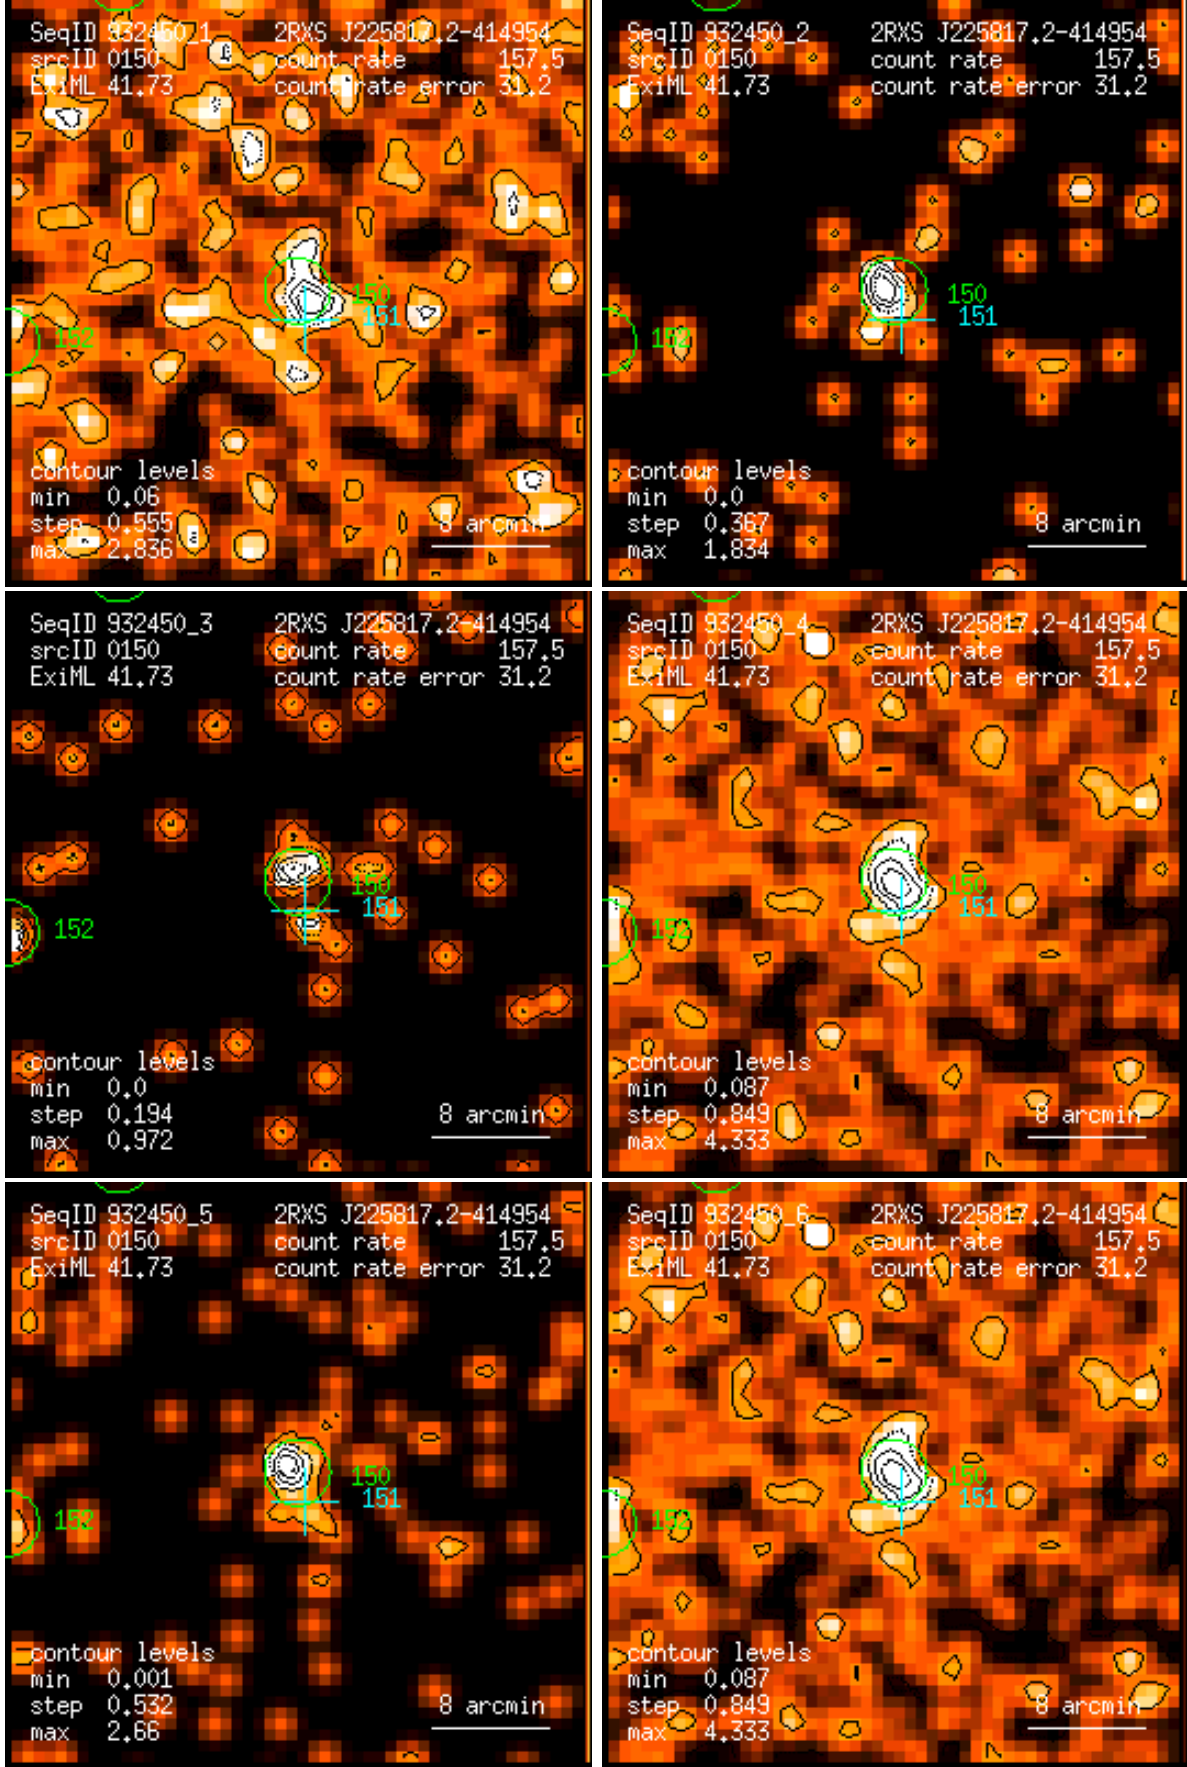 SeqID 932450_1 2RXS J225817.2-414954
srcID 0150 count rate 157.5
ExiML 41.73 count rate error 31.2
150
151
152
contour levels
min 0.06
step 0.555 8 arcmin
max 2.836
SeqID 932450_2 2RXS J225817.2-414954
srcID 0150 count rate 157.5
ExiML 41.73 count rate error 31.2
150
151
152
contour levels
min 0.0
step 0.367 8 arcmin
max 1.834
SeqID 932450_3 2RXS J225817.2-414954
srcID 0150 count rate 157.5
ExiML 41.73 count rate error 31.2
150
151
152
contour levels
min 0.0
step 0.194 8 arcmin
max 0.972
SeqID 932450_4 2RXS J225817.2-414954
srcID 0150 count rate 157.5
ExiML 41.73 count rate error 31.2
150
151
152
contour levels
min 0.087
step 0.849 8 arcmin
max 4.333
SeqID 932450_5 2RXS J225817.2-414954
srcID 0150 count rate 157.5
ExiML 41.73 count rate error 31.2
150
151
152
contour levels
min 0.001
step 0.532 8 arcmin
max 2.66
SeqID 932450_6 2RXS J225817.2-414954
srcID 0150 count rate 157.5
ExiML 41.73 count rate error 31.2
150
151
152
contour levels
min 0.087
step 0.849 8 arcmin
max 4.333